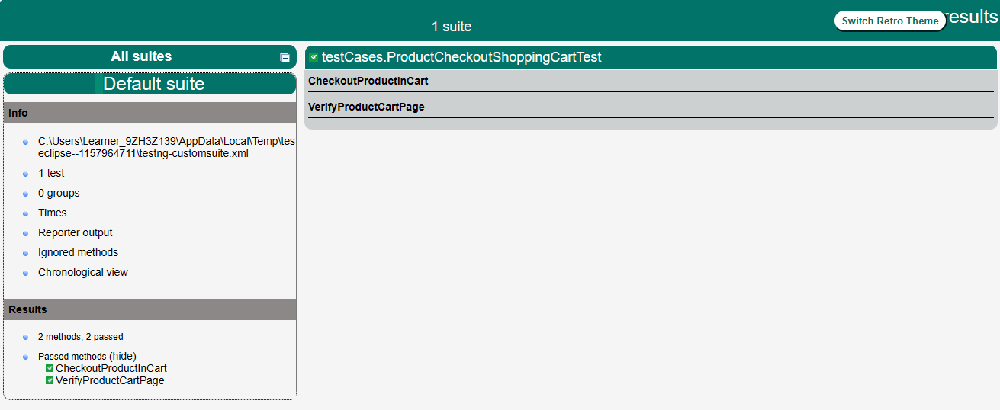 1 suite
Switch Retro Theme
results
All suites
Default suite
Info
C:\Users\Learner_9ZH3Z139\AppData\Local\Temp\tes
eclipse--1157964711\testng-customsuite.xml
1 test
0 groups
Times
Reporter output
Ignored methods
Chronological view
Results
2 methods, 2 passed
Passed methods (hide)
CheckoutProductInCart
VerifyProductCartPage
testCases.ProductCheckoutShoppingCartTest
CheckoutProductInCart
VerifyProductCartPage